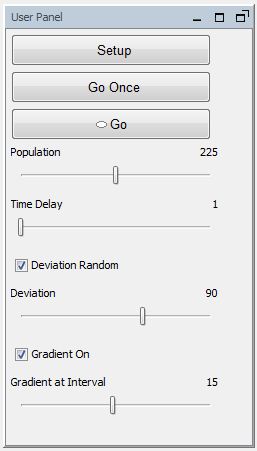 User Panel
Setup
Go Once
Go
Population 225
Time Delay 1
Deviation Random
Deviation 90
Gradient On
Gradient at Interval 15